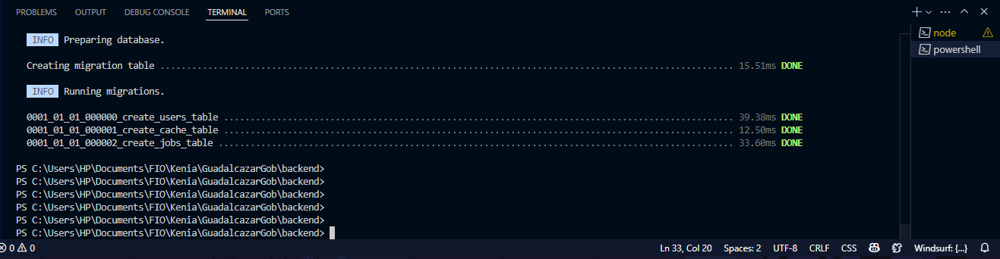 PROBLEMS OUTPUT DEBUG CONSOLE TERMINAL PORTS
node
powershell
INFO Preparing database.
Creating migration table ........................................................................................................ 15.51ms DONE
INFO Running migrations.
0001_01_01_000000_create_users_table ............................................................................................ 39.38ms DONE
0001_01_01_000001_create_cache_table ............................................................................................ 12.50ms DONE
0001_01_01_000002_create_jobs_table ............................................................................................. 33.60ms DONE
PS C:\Users\HP\Documents\FIO\Kenia\GuadalcazarGob\backend>
PS C:\Users\HP\Documents\FIO\Kenia\GuadalcazarGob\backend>
PS C:\Users\HP\Documents\FIO\Kenia\GuadalcazarGob\backend>
PS C:\Users\HP\Documents\FIO\Kenia\GuadalcazarGob\backend>
PS C:\Users\HP\Documents\FIO\Kenia\GuadalcazarGob\backend>
PS C:\Users\HP\Documents\FIO\Kenia\GuadalcazarGob\backend>
0 0 Ln 33, Col 20 Spaces: 2 UTF-8 CRLF CSS Windsurf: {...}